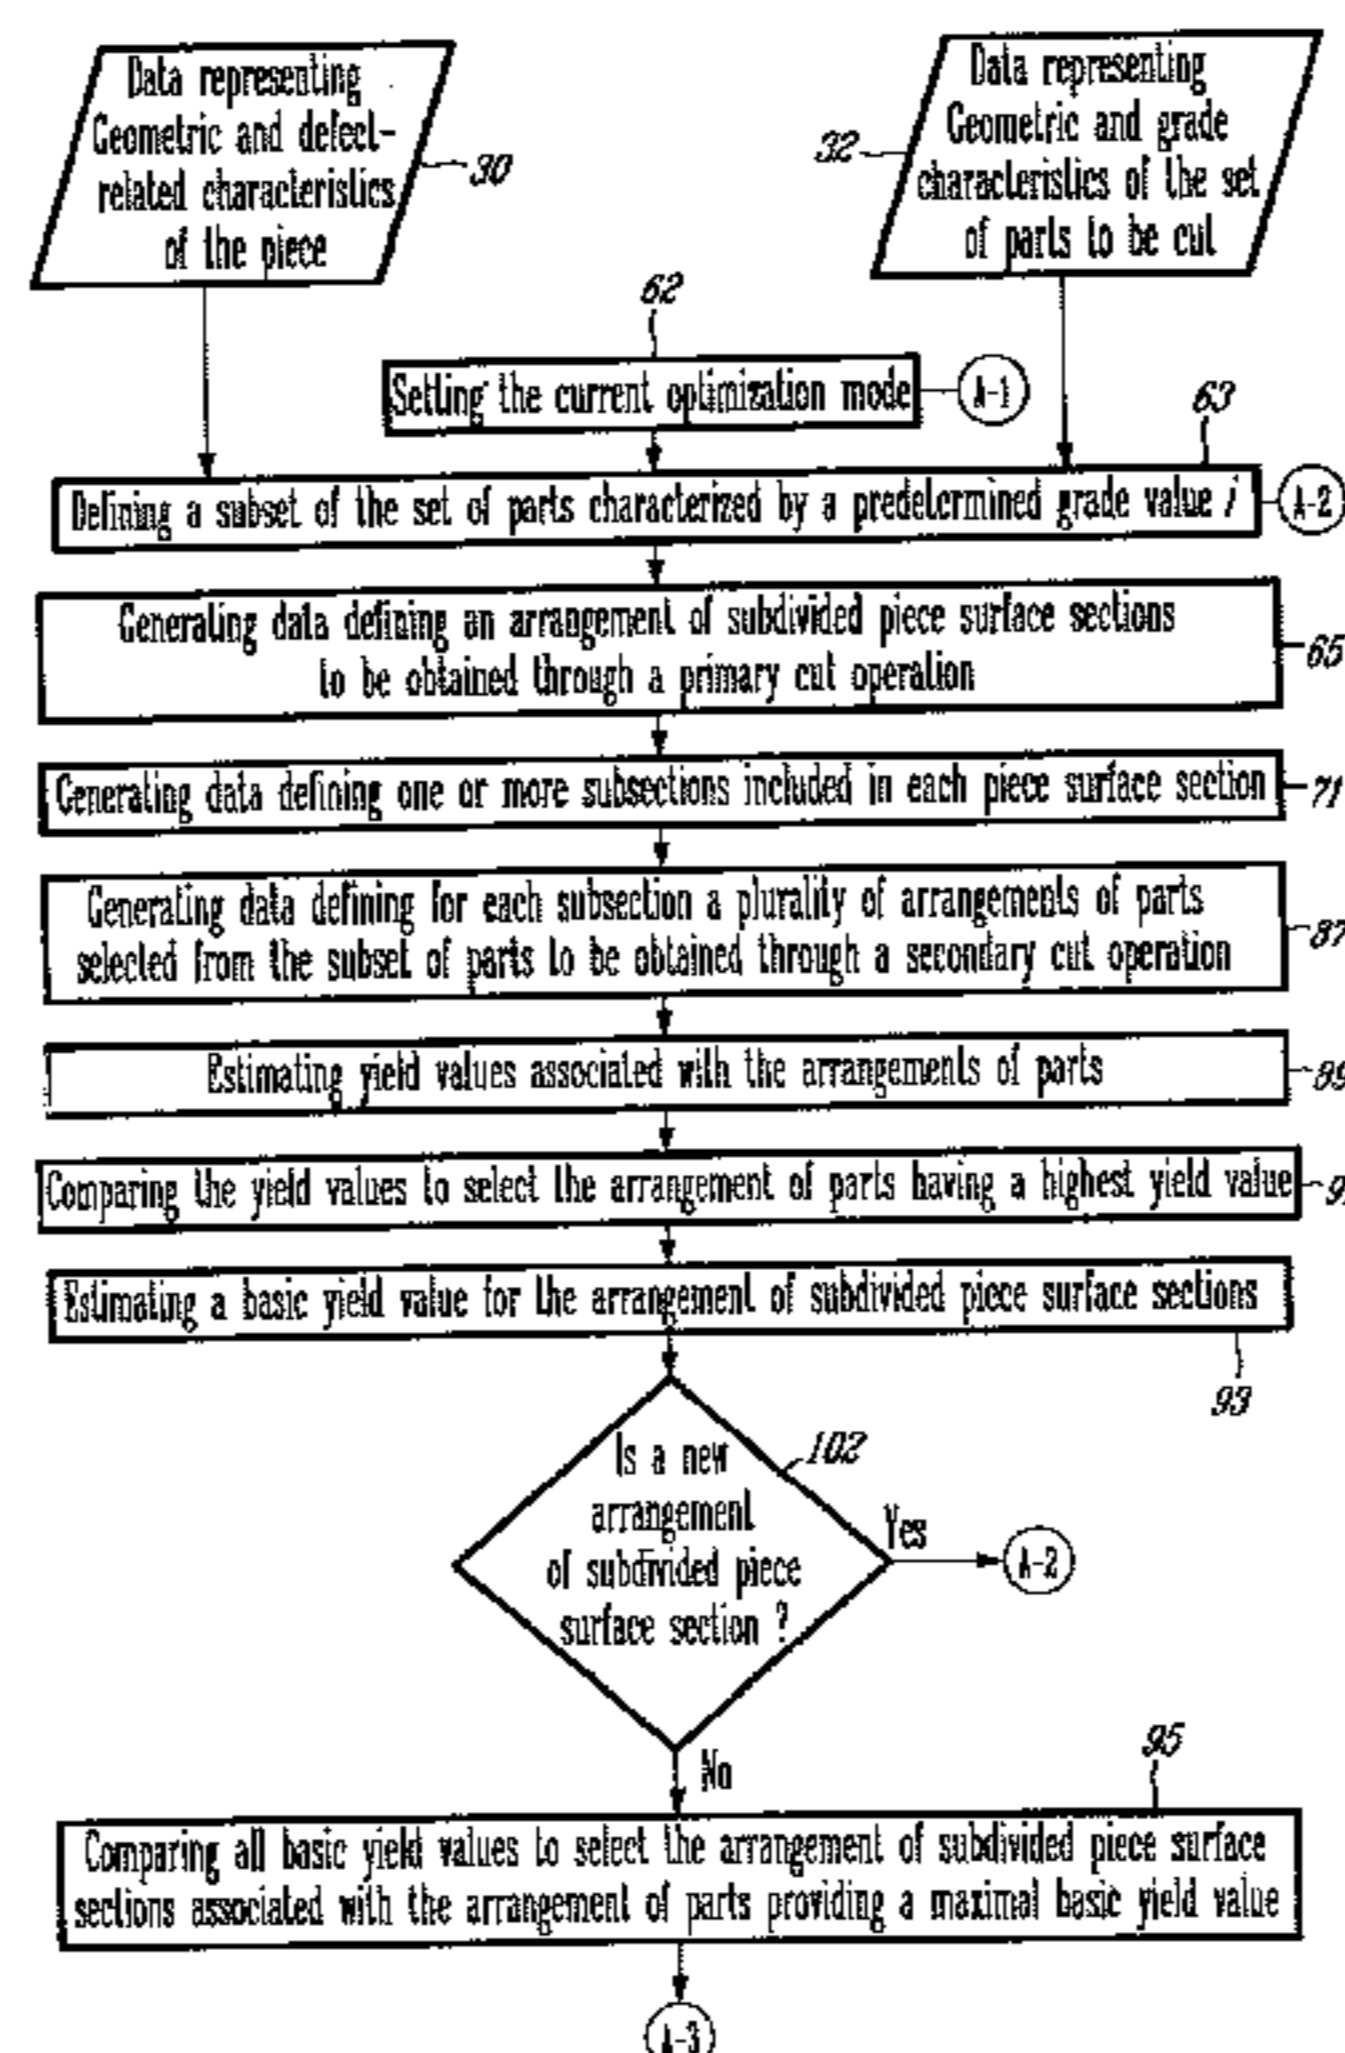 Data representing
Geometric and defect-
related characteristics
of the piece
30
Data representing
Geometric and grade
characteristics of the set
of parts to be cut
32
62
Setting the current optimization mode
A-1
63
Defining a subset of the set of parts characterized by a predetermined grade value i
A-2
Generating data defining an arrangement of subdivided piece surface sections
to be obtained through a primary cut operation
65
Generating data defining one or more subsections included in each piece surface section
71
Generating data defining for each subsection a plurality of arrangements of parts
selected from the subset of parts to be obtained through a secondary cut operation
87
Estimating yield values associated with the arrangements of parts
89
Comparing the yield values to select the arrangement of parts having a highest yield value
Estimating a basic yield value for the arrangement of subdivided piece surface sections
93
Is a new
arrangement
of subdivided piece
surface section ?
102
Yes
A-2
No
95
Comparing all basic yield values to select the arrangement of subdivided piece surface
sections associated with the arrangement of parts providing a maximal basic yield value
A-3